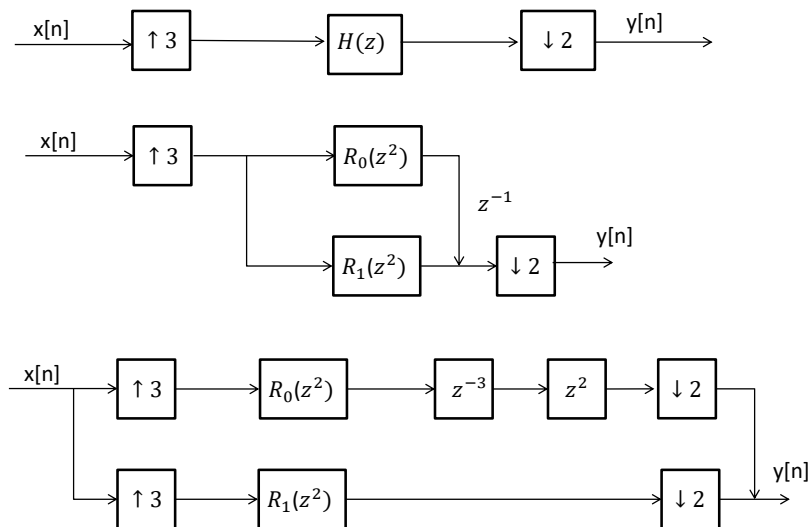 x[n] ↑ 3 H(z) ↓ 2 y[n]
x[n] ↑ 3 R₀(z²) z⁻¹
R₁(z²) ↓ 2 y[n]
x[n] ↑ 3 R₀(z²) z⁻³ z² ↓ 2
↑ 3 R₁(z²) ↓ 2 y[n]